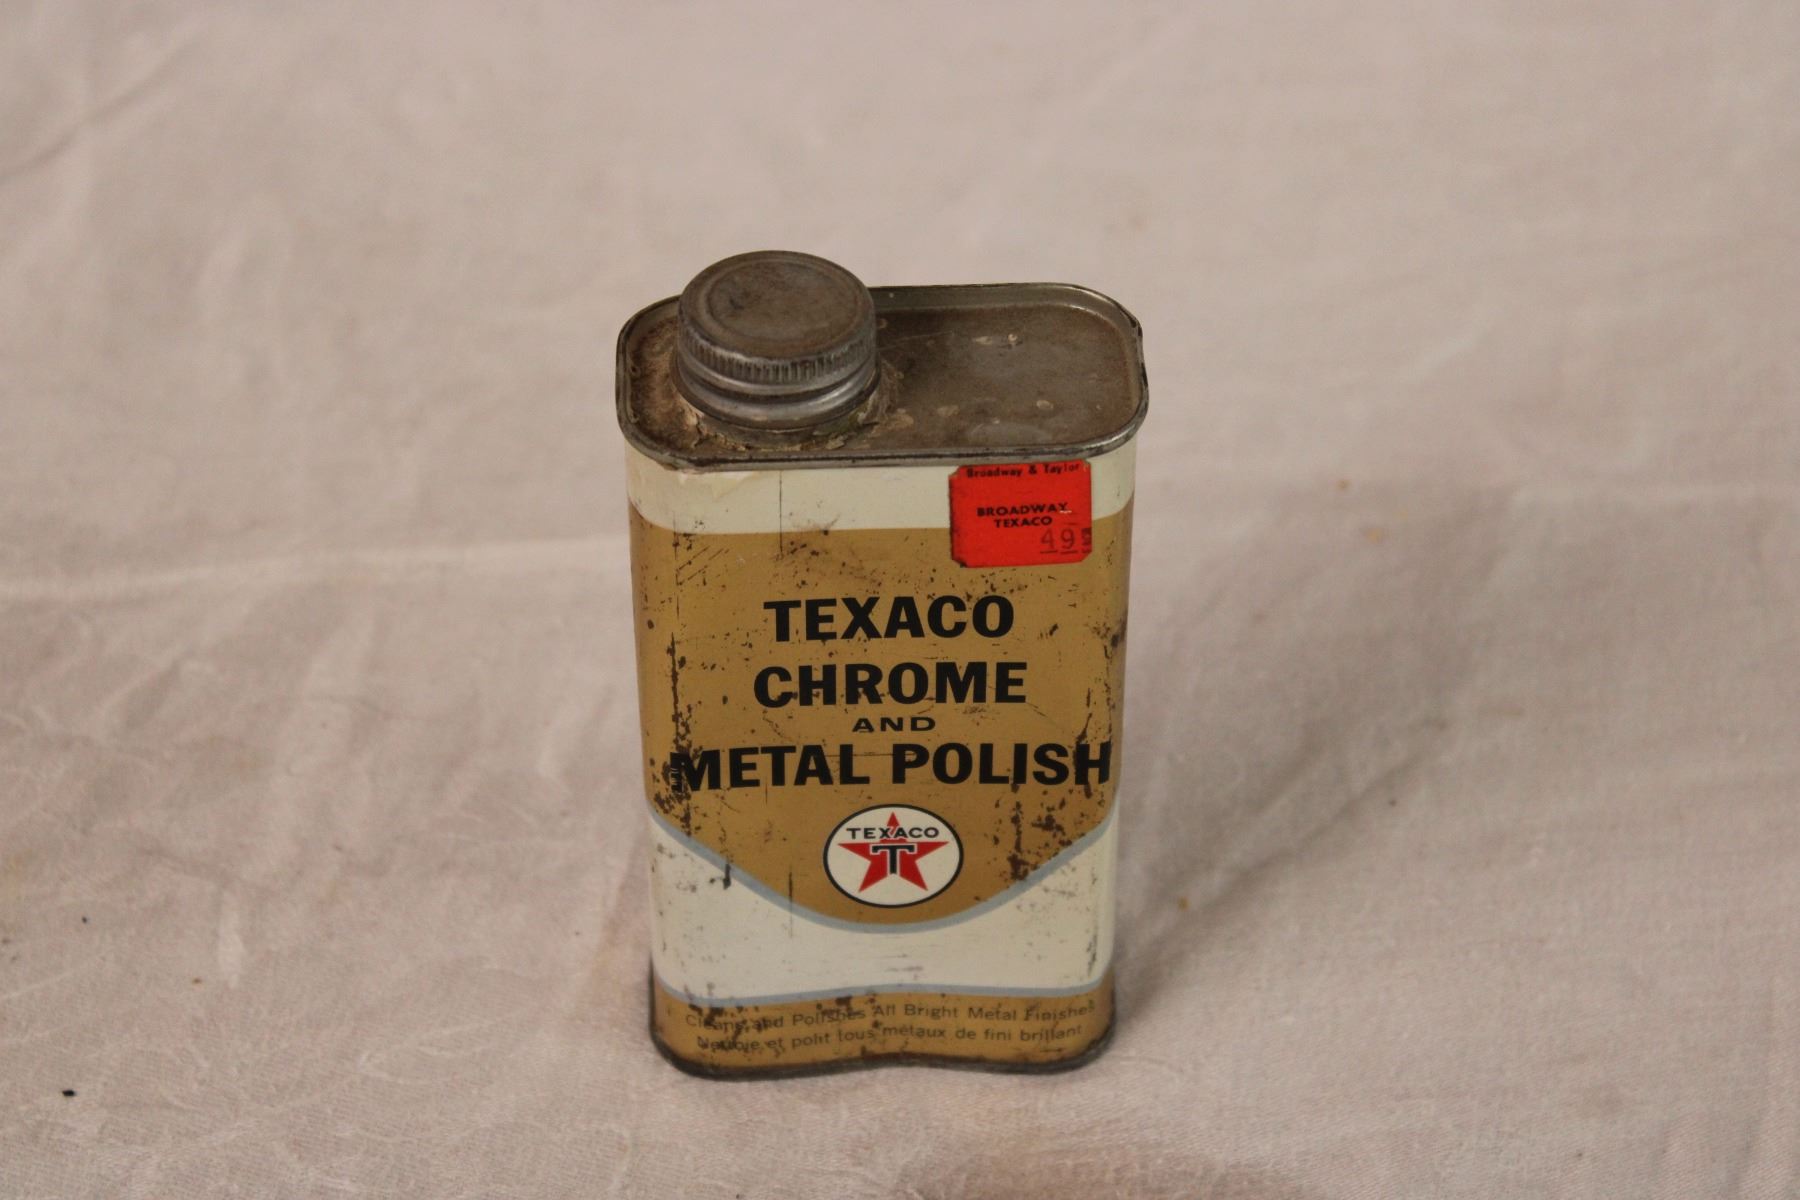 Broadway & Taylor
BROADWAY
TEXACO
49
TEXACO
CHROME
AND
METAL POLISH
TEXACO
T
Cleans and Polishes All Bright Metal Finishes
Nettoie et polit tous métaux de fini brillant